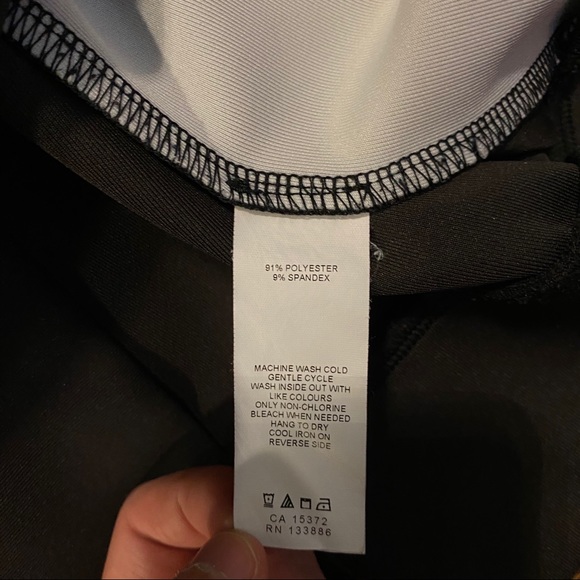 91% POLYESTER
9% SPANDEX
MACHINE WASH COLD
GENTLE CYCLE
WASH INSIDE OUT WITH
LIKE COLOURS
ONLY NON-CHLORINE
BLEACH WHEN NEEDED
HANG TO DRY
COOL IRON ON
REVERSE SIDE
CA 15372
RN 133886